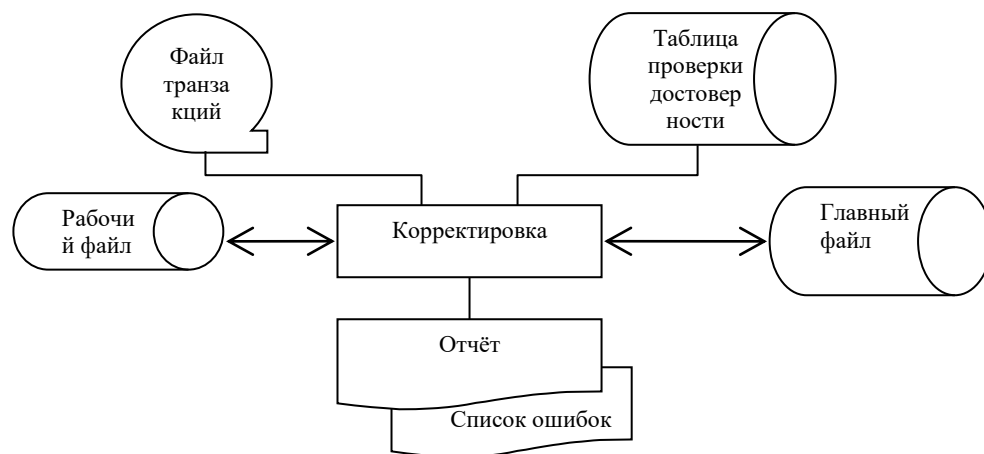 Файл
транза
кций
Таблица
проверки
достовер
ности
Рабочи
й файл
Корректировка
Главный
файл
Отчёт
Список ошибок